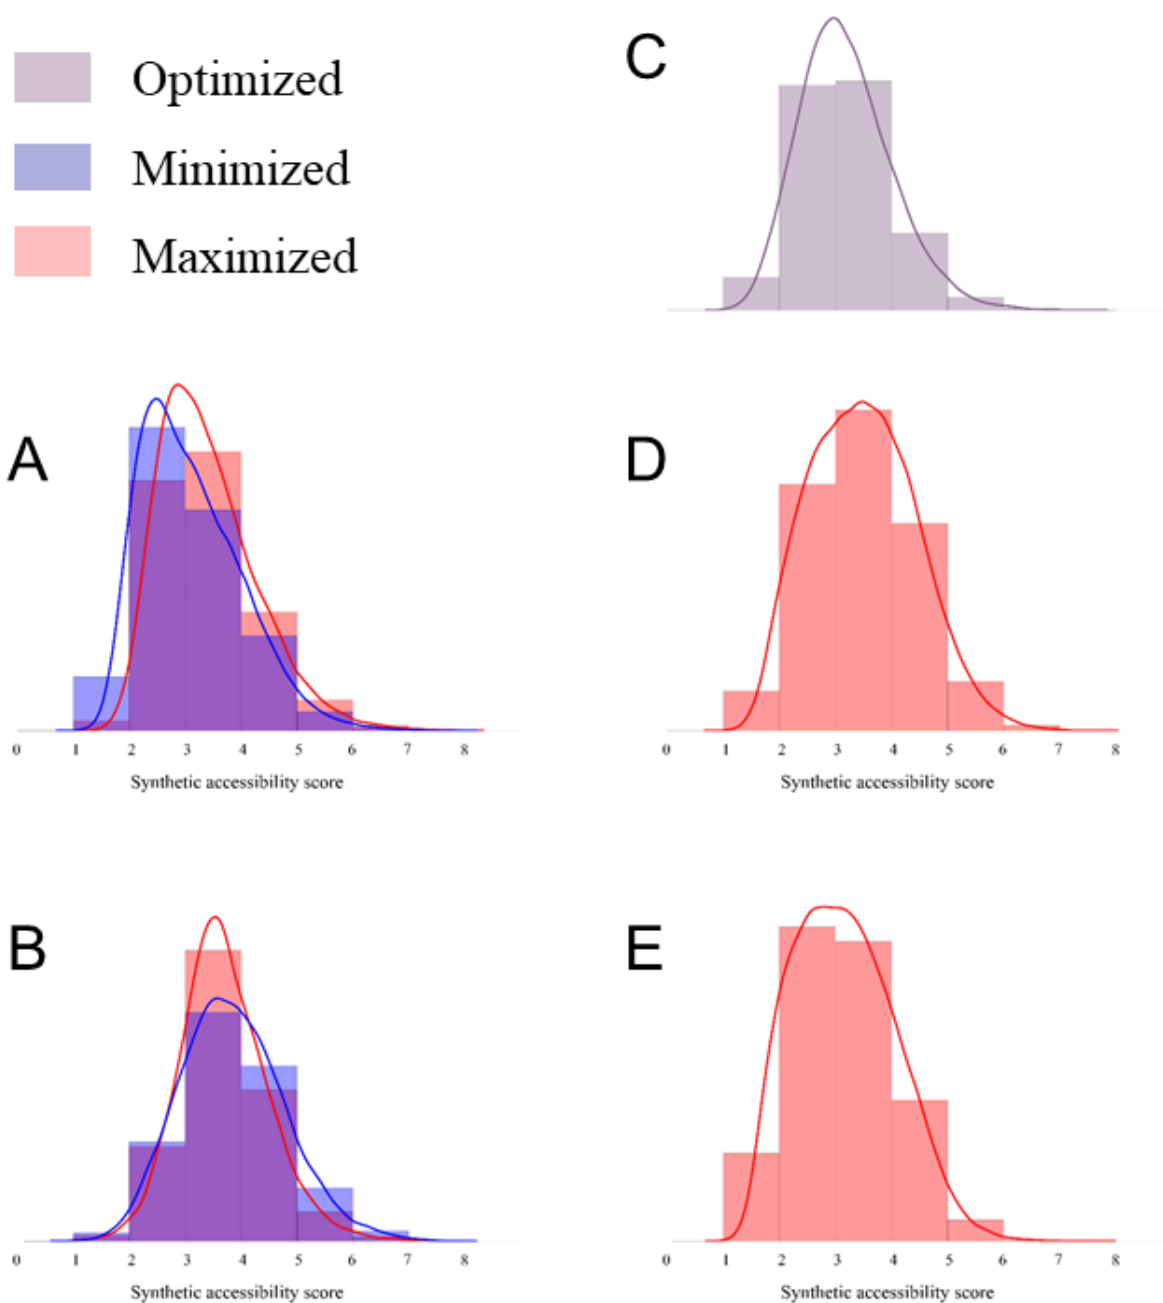 Optimized
Minimized
Maximized
C
A
D
0 1 2 3 4 5 6 7 8
Synthetic accessibility score
0 1 2 3 4 5 6 7 8
Synthetic accessibility score
B
E
0 1 2 3 4 5 6 7 8
Synthetic accessibility score
0 1 2 3 4 5 6 7 8
Synthetic accessibility score